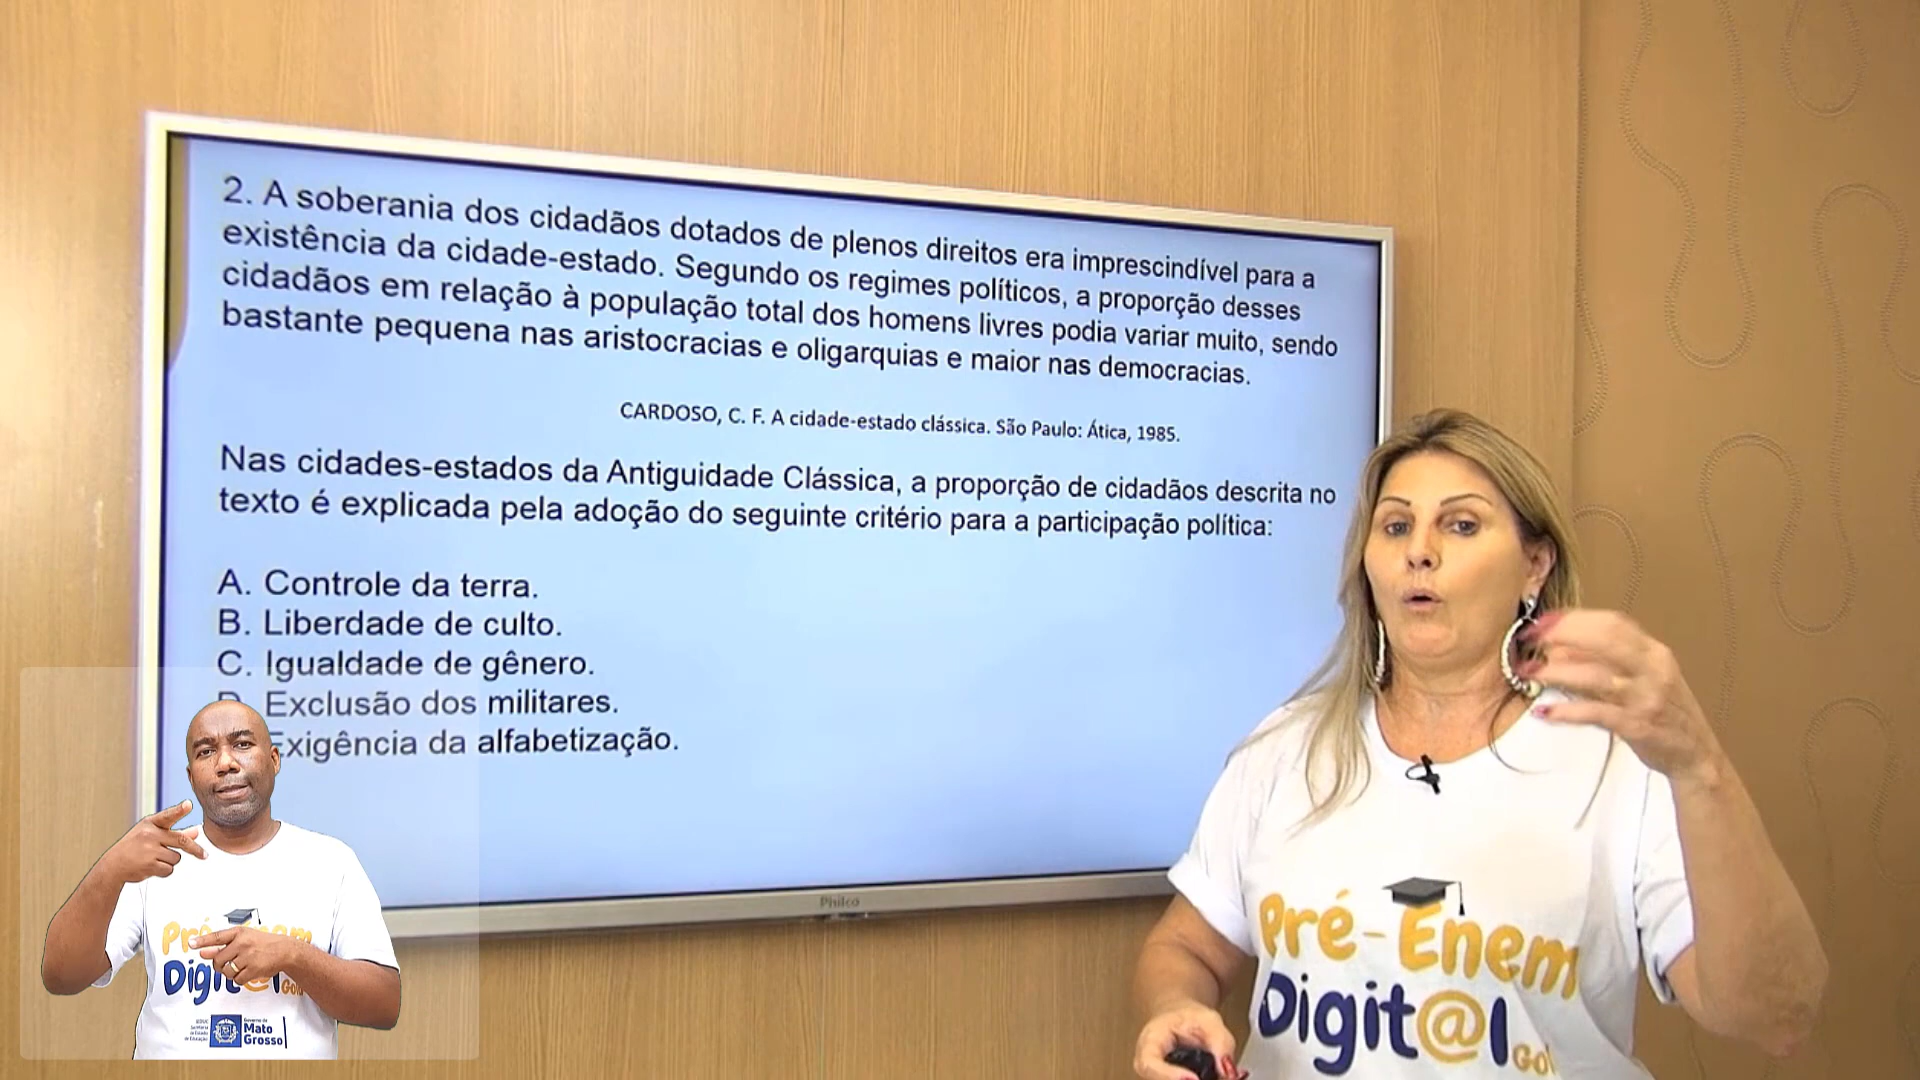 2. A soberania dos cidadãos dotados de plenos direitos era imprescindível para a
existência da cidade-estado. Segundo os regimes políticos, a proporção desses
cidadãos em relação à população total dos homens livres podia variar muito, sendo
bastante pequena nas aristocracias e oligarquias e maior nas democracias.
CARDOSO, C. F. A cidade-estado clássica. São Paulo: Ática, 1985.
Nas cidades-estados da Antiguidade Clássica, a proporção de cidadãos descrita no
texto é explicada pela adoção do seguinte critério para a participação política:
A. Controle da terra.
B. Liberdade de culto.
C. Igualdade de gênero.
D. Exclusão dos militares.
Exigência da alfabetização.
Philco
Pré-Enem
Digit@l
Gol
Pré-Enem
Digit@l
Governo de
Mato
Grosso